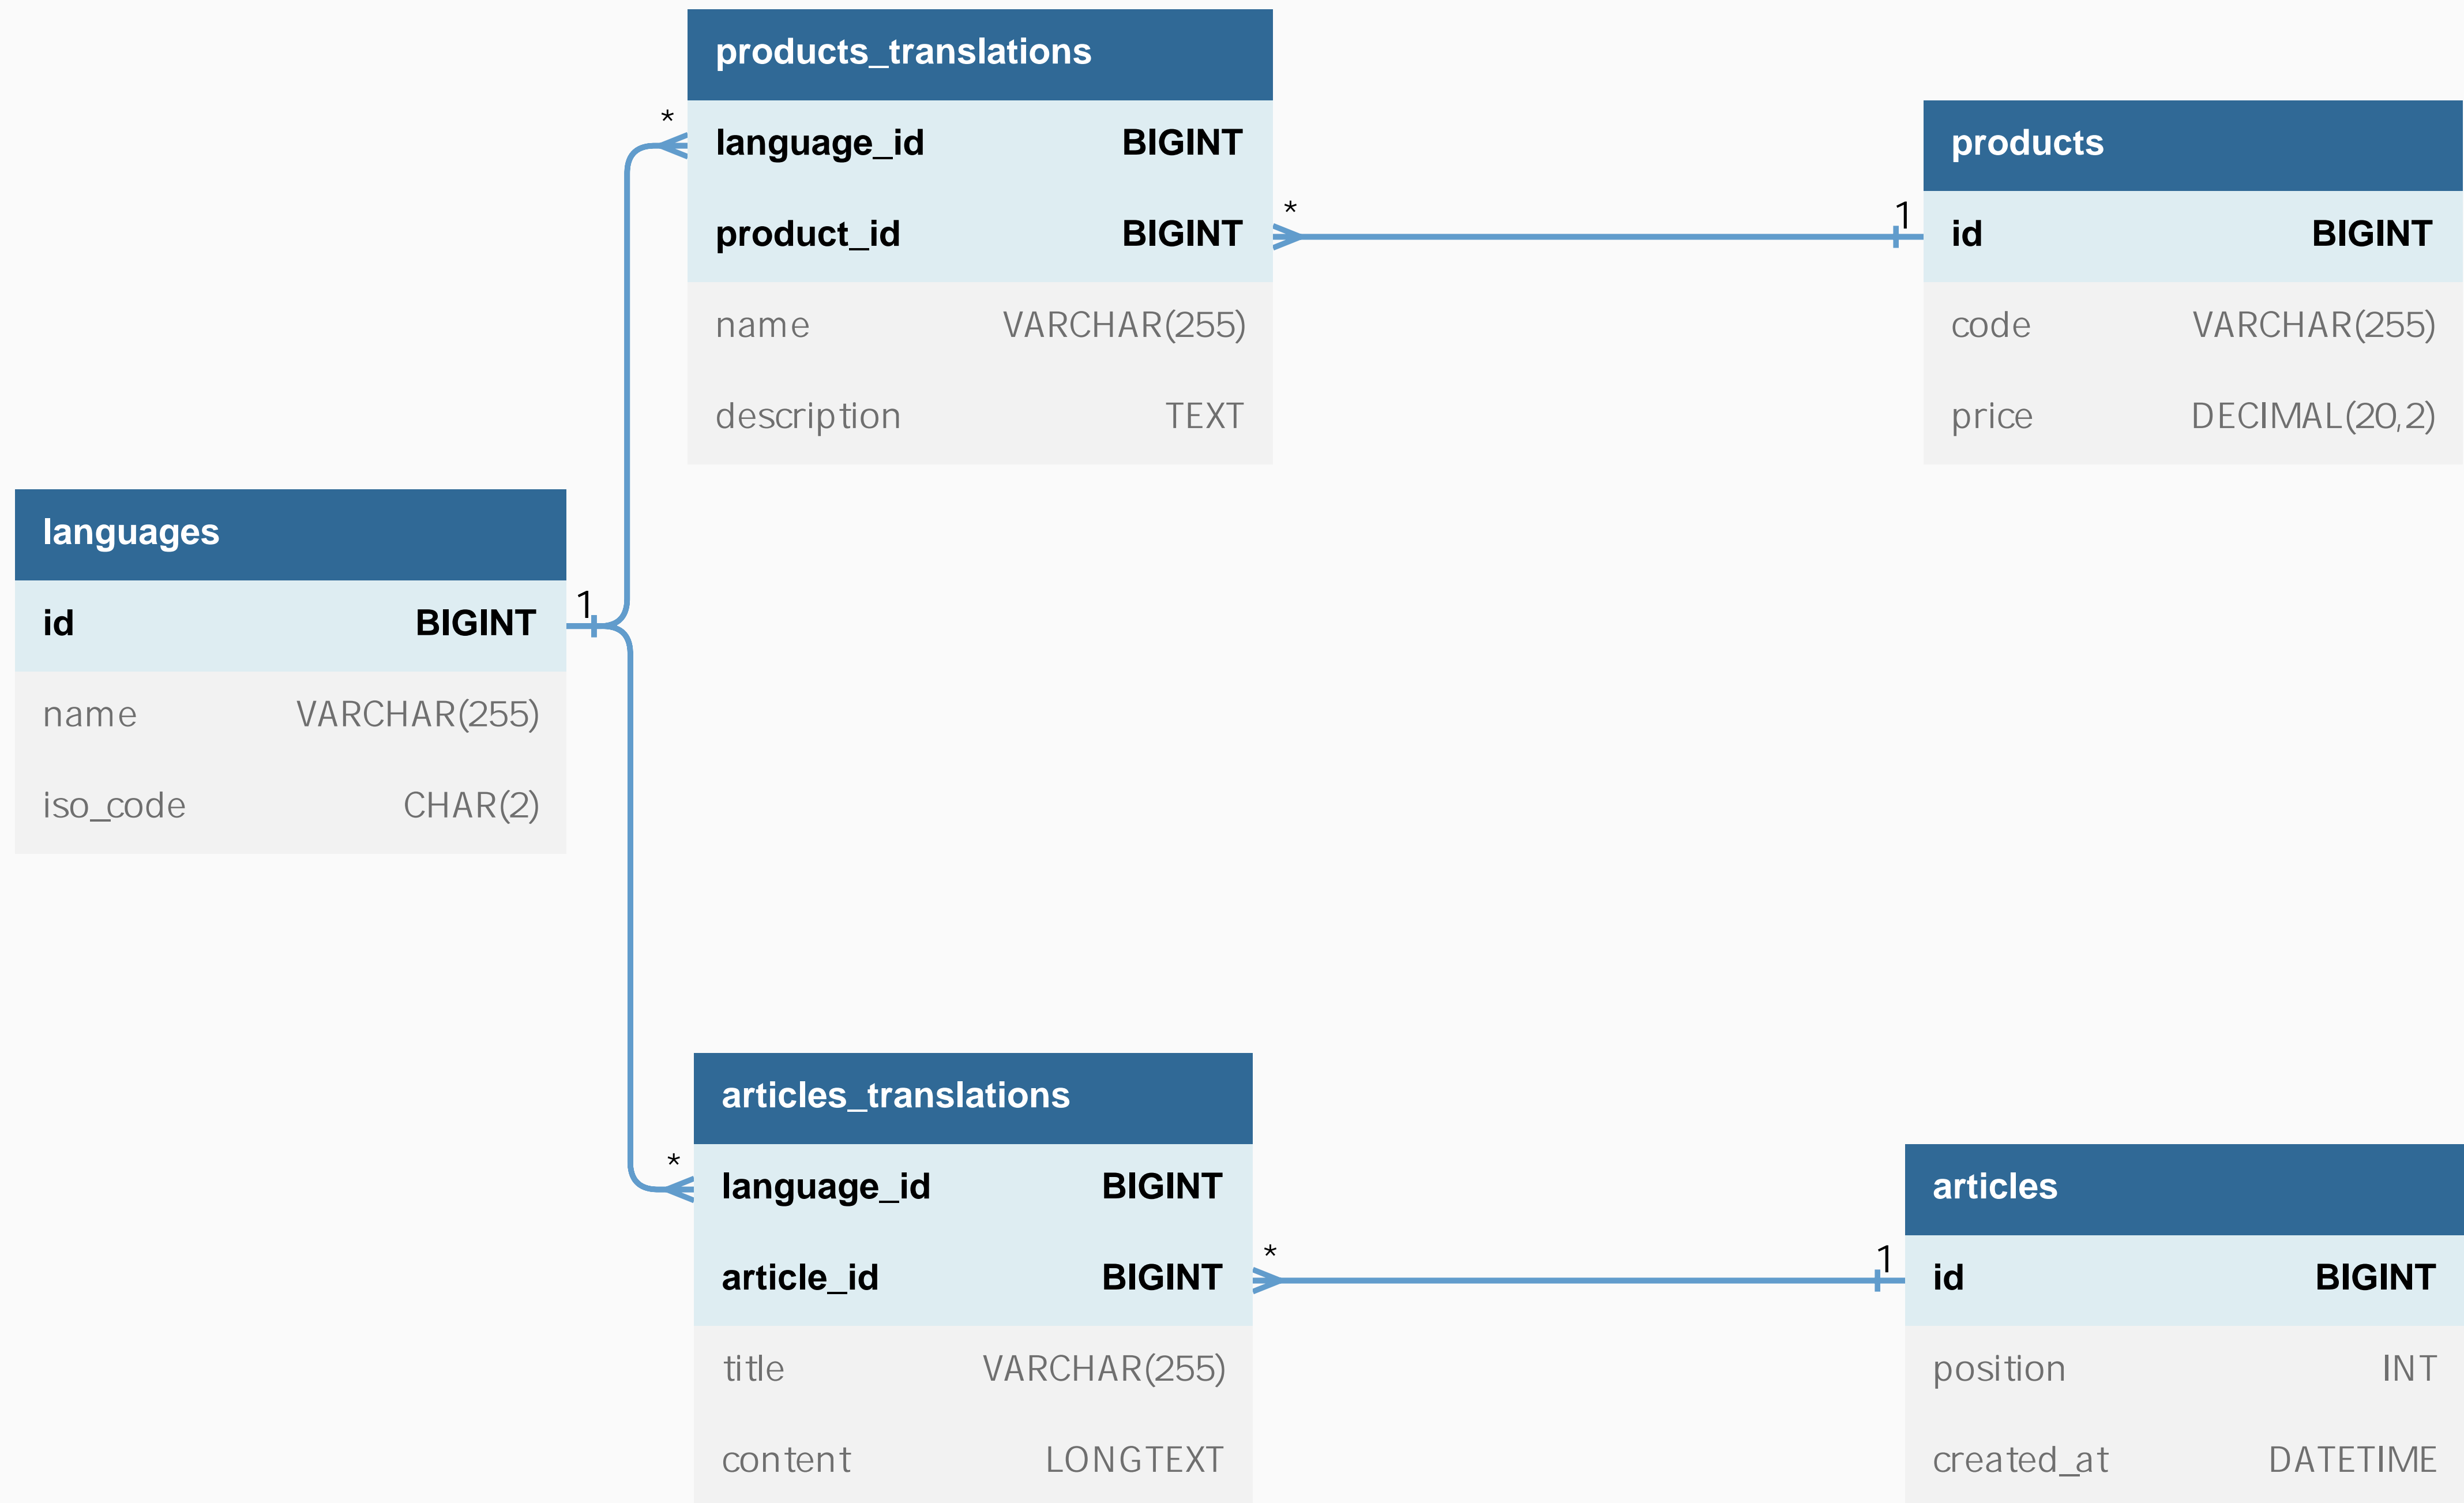 products_translations
* language_id BIGINT
product_id BIGINT *
name VARCHAR(255)
description TEXT
products
1 id BIGINT
code VARCHAR(255)
price DECIMAL(20,2)
languages
id BIGINT 1
name VARCHAR(255)
iso_code CHAR(2)
articles_translations
* language_id BIGINT
article_id BIGINT *
title VARCHAR(255)
content LONGTEXT
articles
1 id BIGINT
position INT
created_at DATETIME